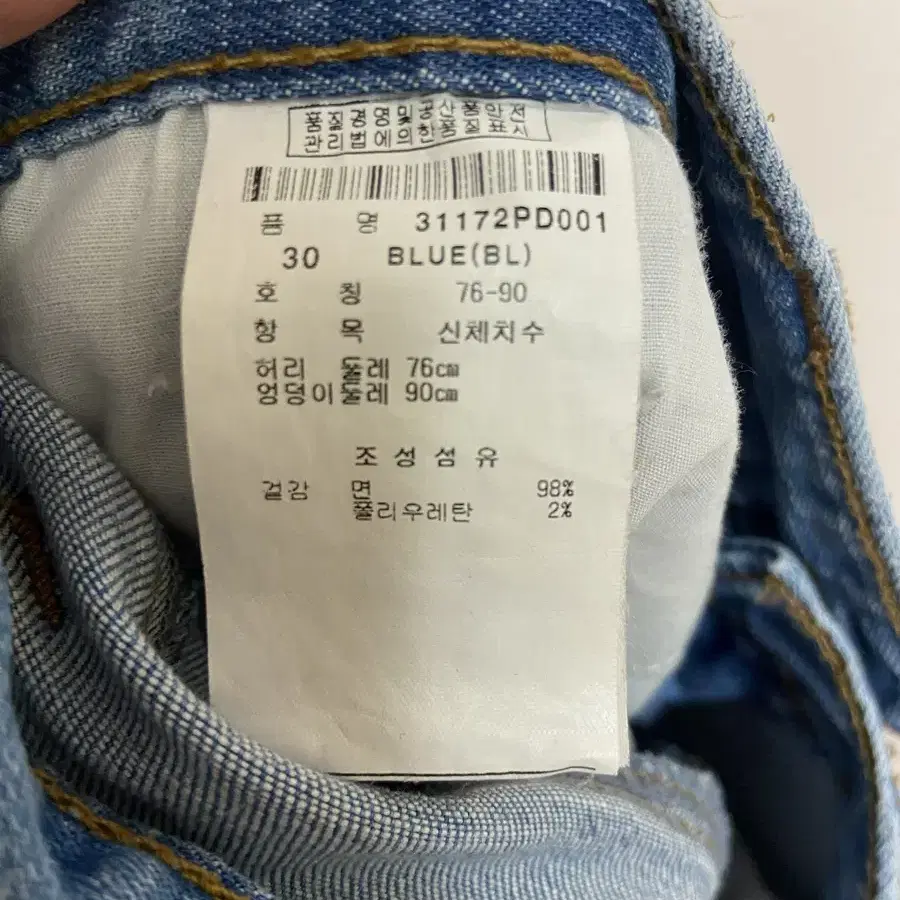 품질경영및공산품안전
관리법에의한품질표시
품 명 31172PD001
30 BLUE(BL)
호 칭 76-90
항 목 신체치수
허리 둘레 76cm
엉덩이둘레 90cm
조성섬유
겉감 면 98%
폴리우레탄 2%